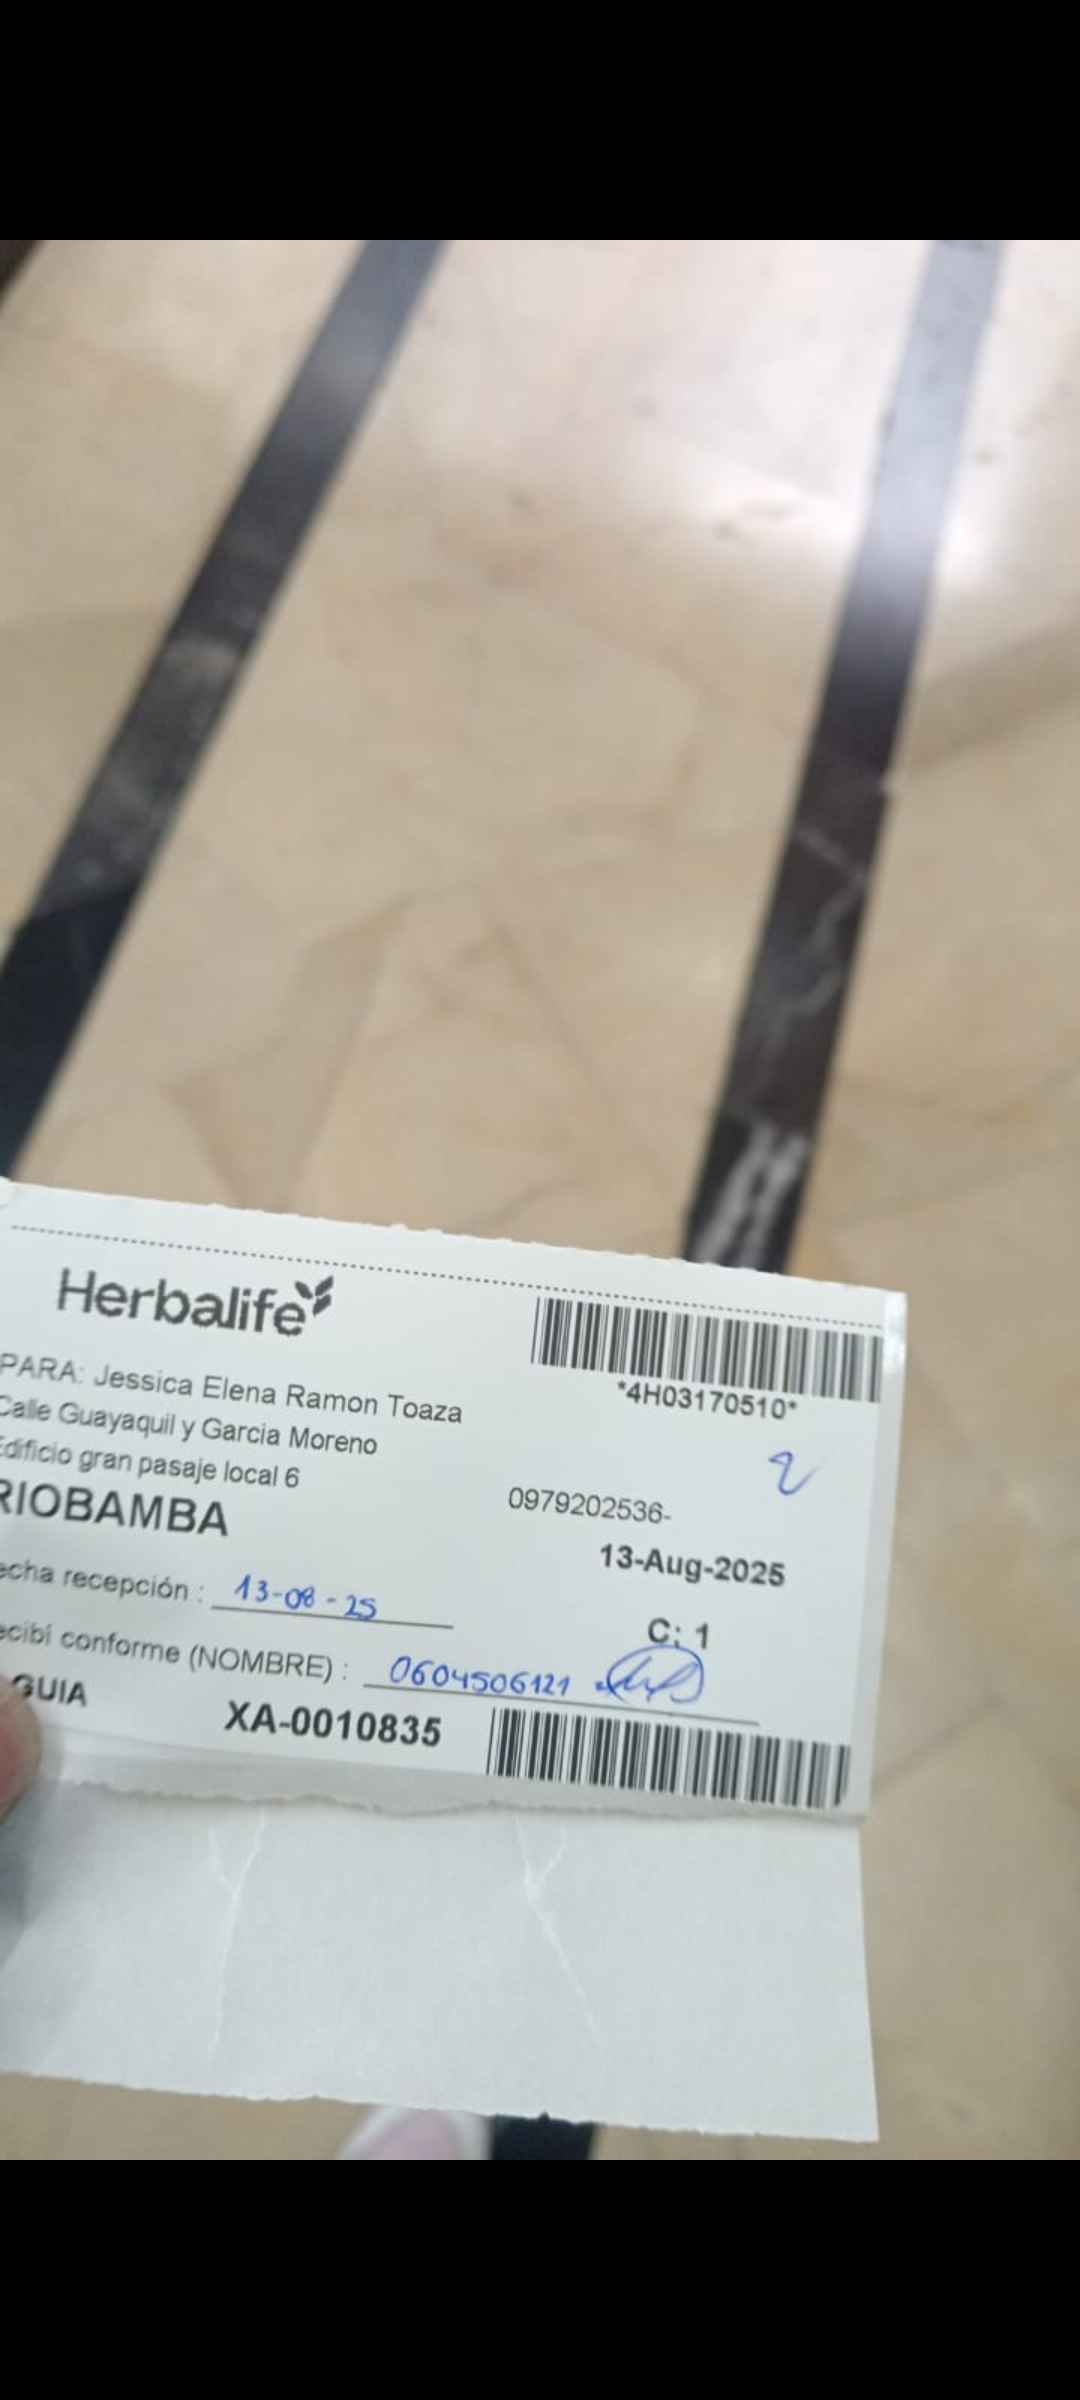 Herbalife
*4H03170510*
PARA: Jessica Elena Ramon Toaza
Calle Guayaquil y Garcia Moreno
Edificio gran pasaje local 6
2
RIOBAMBA
0979202536-
13-Aug-2025
echa recepción : 13-08-25
C: 1
ecibí conforme (NOMBRE) : 0604506121
GUIA XA-0010835